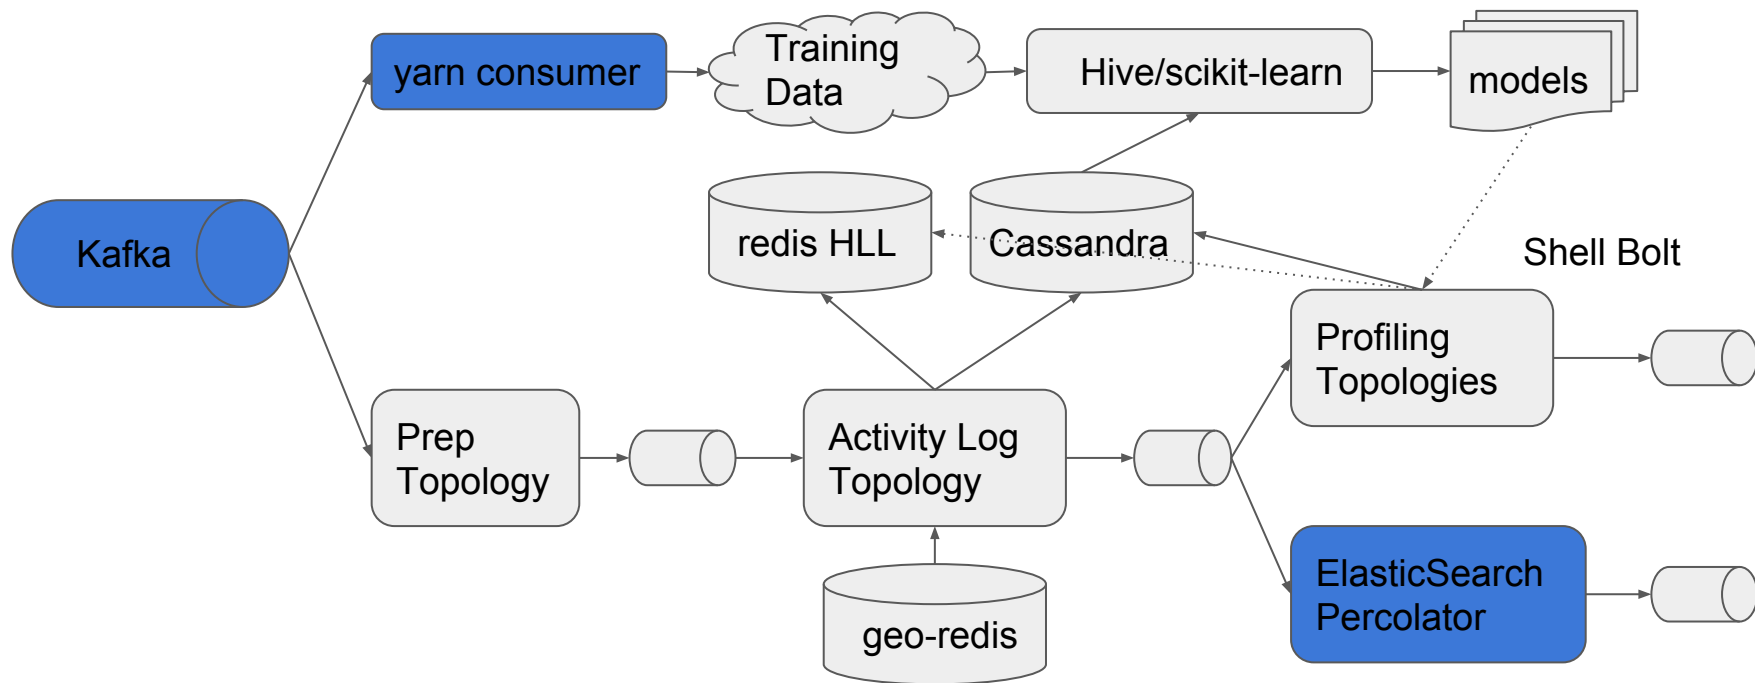 yarn consumer
Training
Data
Hive/scikit-learn
models
Kafka
redis HLL
Cassandra
Shell Bolt
Profiling
Topologies
Prep
Topology
Activity Log
Topology
ElasticSearch
Percolator
geo-redis